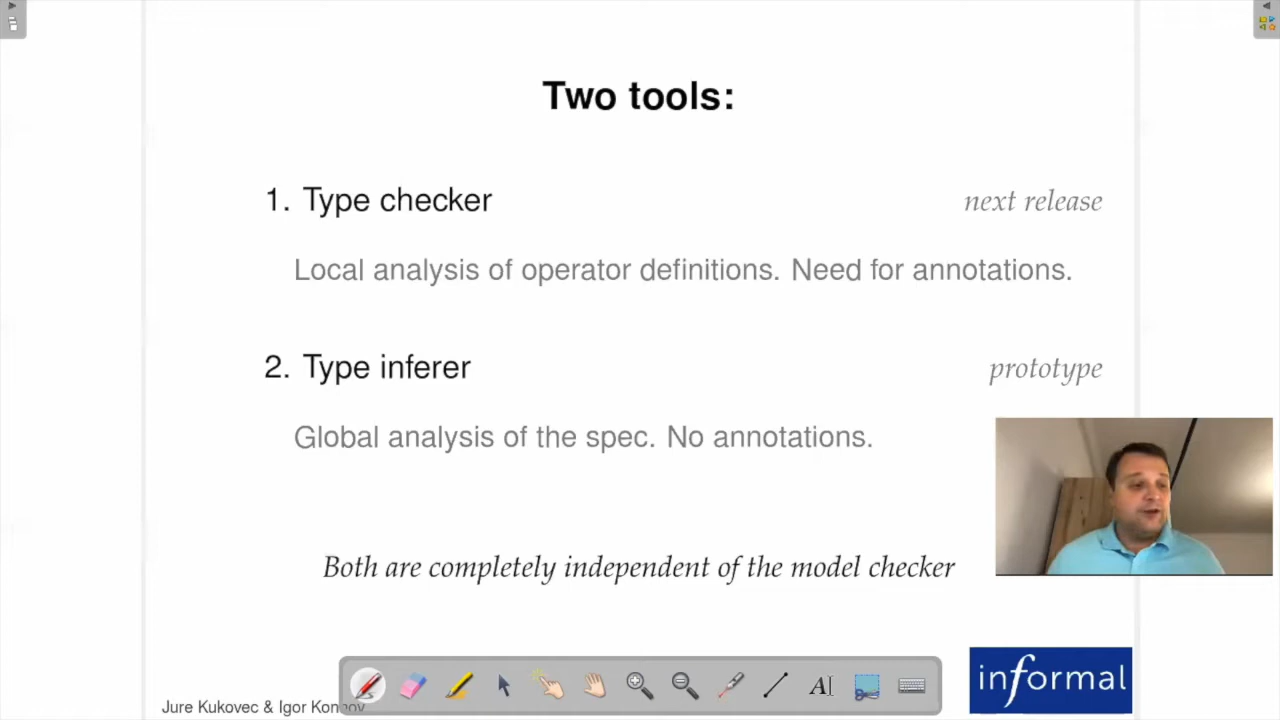 Two tools:
1. Type checker
next release
Local analysis of operator definitions. Need for annotations.
2. Type inferer
prototype
Global analysis of the spec. No annotations.
Both are completely independent of the model checker
informal
Jure Kukovec & Igor